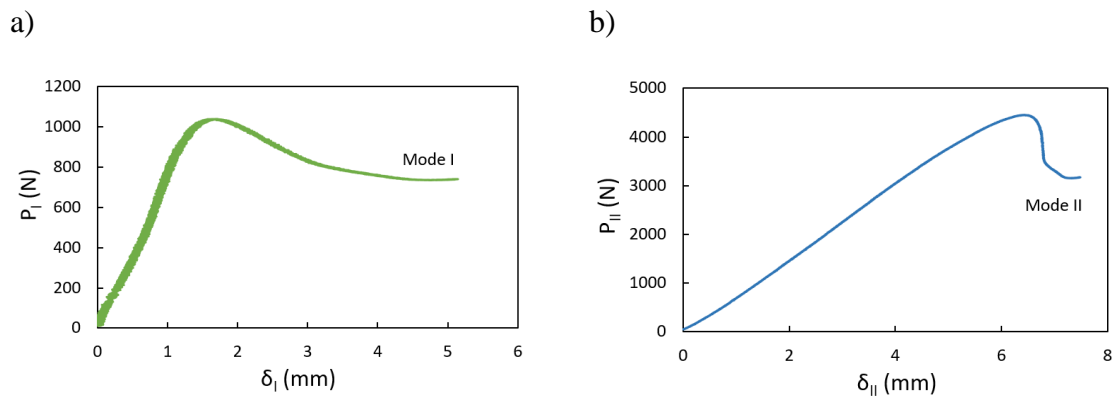 a)
1200
1000
800
600
400
200
0
P_I (N)
Mode I
0 1 2 3 4 5 6
δ_I (mm)
b)
5000
4000
3000
2000
1000
0
P_II (N)
Mode II
0 2 4 6 8
δ_II (mm)